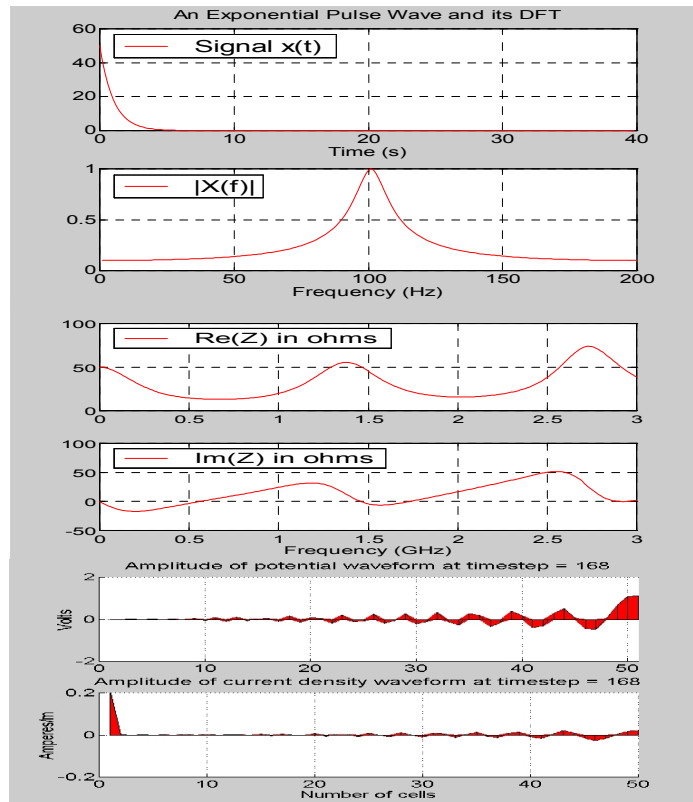 An Exponential Pulse Wave and its DFT
60
40
20
0
Signal x(t)
0 10 20 30 40
Time (s)
1
0.5
0
|X(f)|
0 50 100 150 200
Frequency (Hz)
100
50
0
Re(Z) in ohms
0 0.5 1 1.5 2 2.5 3
100
50
0
-50
Im(Z) in ohms
0 0.5 1 1.5 2 2.5 3
Frequency (GHz)
Amplitude of potential waveform at timestep = 168
2
0
-2
Volts
0 10 20 30 40 50
Amplitude of current density waveform at timestep = 168
0.2
0
-0.2
Amperes/m
0 10 20 30 40 50
Number of cells